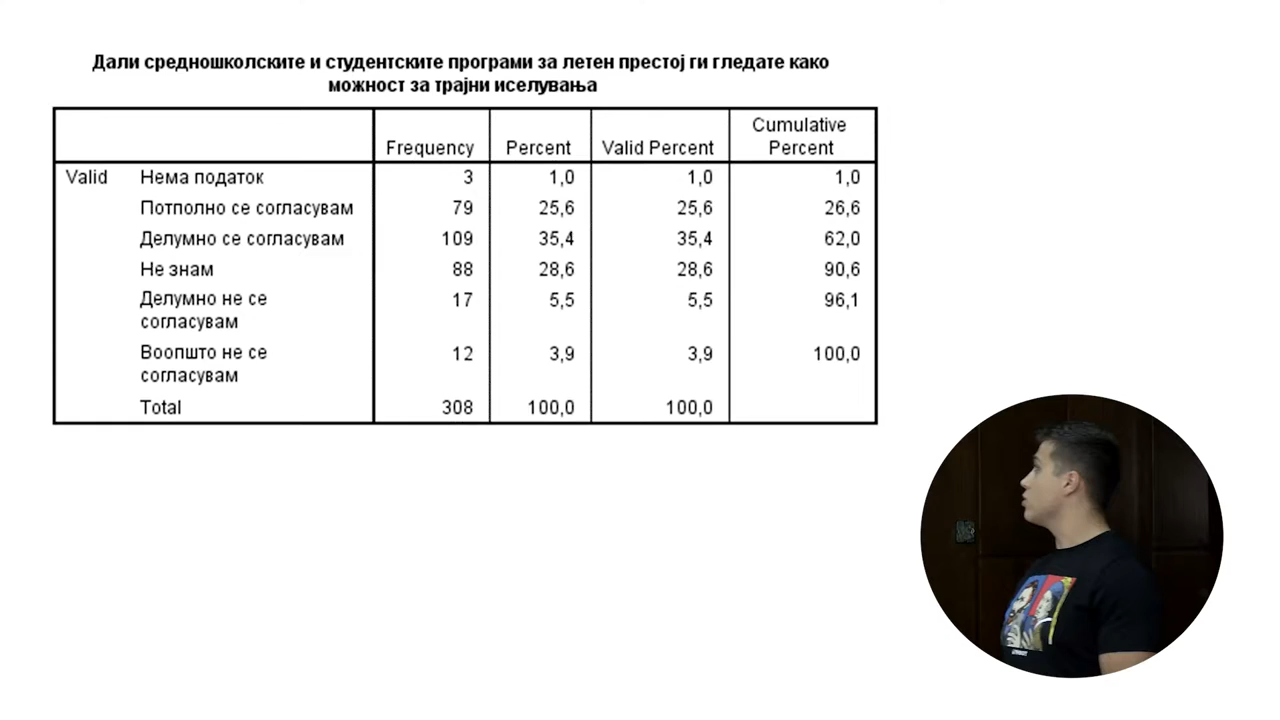 Дали средношколските и студентските програми за летен престој ги гледате како
можност за трајни иселувања
Frequency Percent Valid Percent Cumulative Percent
Valid Нема податок 3 1,0 1,0 1,0
Потполно се согласувам 79 25,6 25,6 26,6
Делумно се согласувам 109 35,4 35,4 62,0
Не знам 88 28,6 28,6 90,6
Делумно не се согласувам 17 5,5 5,5 96,1
Воопшто не се согласувам 12 3,9 3,9 100,0
Total 308 100,0 100,0